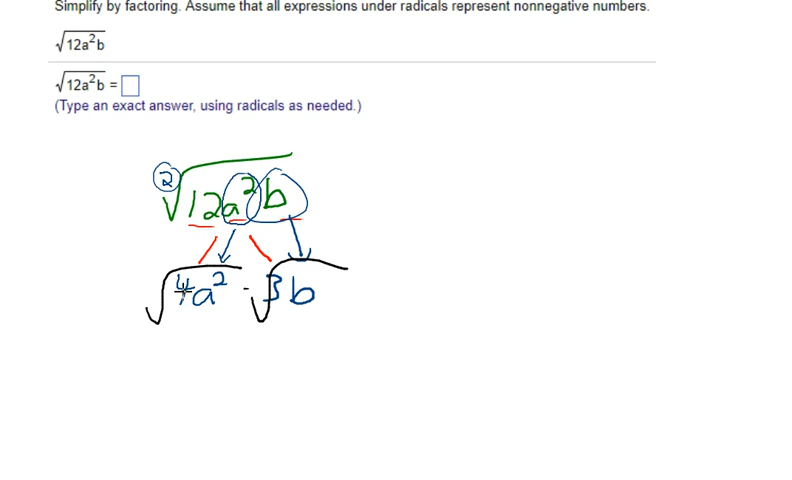 Simplify by factoring. Assume that all expressions under radicals represent nonnegative numbers.
√12a²b
√12a²b = □
(Type an exact answer, using radicals as needed.)
²√12a²b
√4a² · √3b